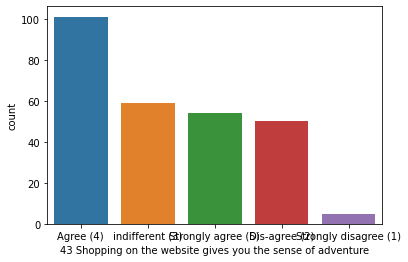 100
80
60
40
20
0
count
Agree (4) indifferent (3) Strongly agree (5) Dis-agree (2) Strongly disagree (1)
43 Shopping on the website gives you the sense of adventure